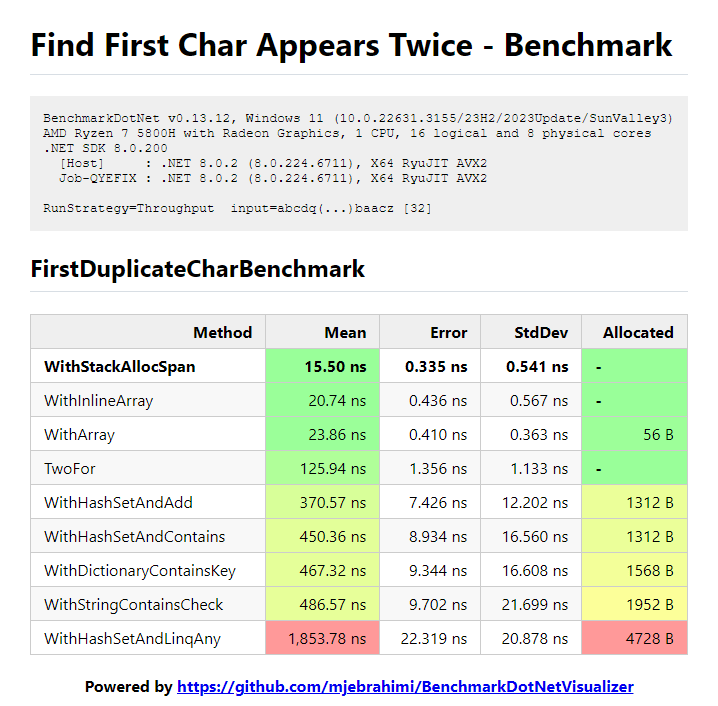 Find First Char Appears Twice - Benchmark
BenchmarkDotNet v0.13.12, Windows 11 (10.0.22631.3155/23H2/2023Update/SunValley3)
AMD Ryzen 7 5800H with Radeon Graphics, 1 CPU, 16 logical and 8 physical cores
.NET SDK 8.0.200
[Host]     : .NET 8.0.2 (8.0.224.6711), X64 RyuJIT AVX2
Job-QYEFIX : .NET 8.0.2 (8.0.224.6711), X64 RyuJIT AVX2
RunStrategy=Throughput  input=abcdq(...)baacz [32]
FirstDuplicateCharBenchmark
Method Mean Error StdDev Allocated
WithStackAllocSpan 15.50 ns 0.335 ns 0.541 ns -
WithInlineArray 20.74 ns 0.436 ns 0.567 ns -
WithArray 23.86 ns 0.410 ns 0.363 ns 56 B
TwoFor 125.94 ns 1.356 ns 1.133 ns -
WithHashSetAndAdd 370.57 ns 7.426 ns 12.202 ns 1312 B
WithHashSetAndContains 450.36 ns 8.934 ns 16.560 ns 1312 B
WithDictionaryContainsKey 467.32 ns 9.344 ns 16.608 ns 1568 B
WithStringContainsCheck 486.57 ns 9.702 ns 21.699 ns 1952 B
WithHashSetAndLinqAny 1,853.78 ns 22.319 ns 20.878 ns 4728 B
Powered by https://github.com/mjebrahimi/BenchmarkDotNetVisualizer